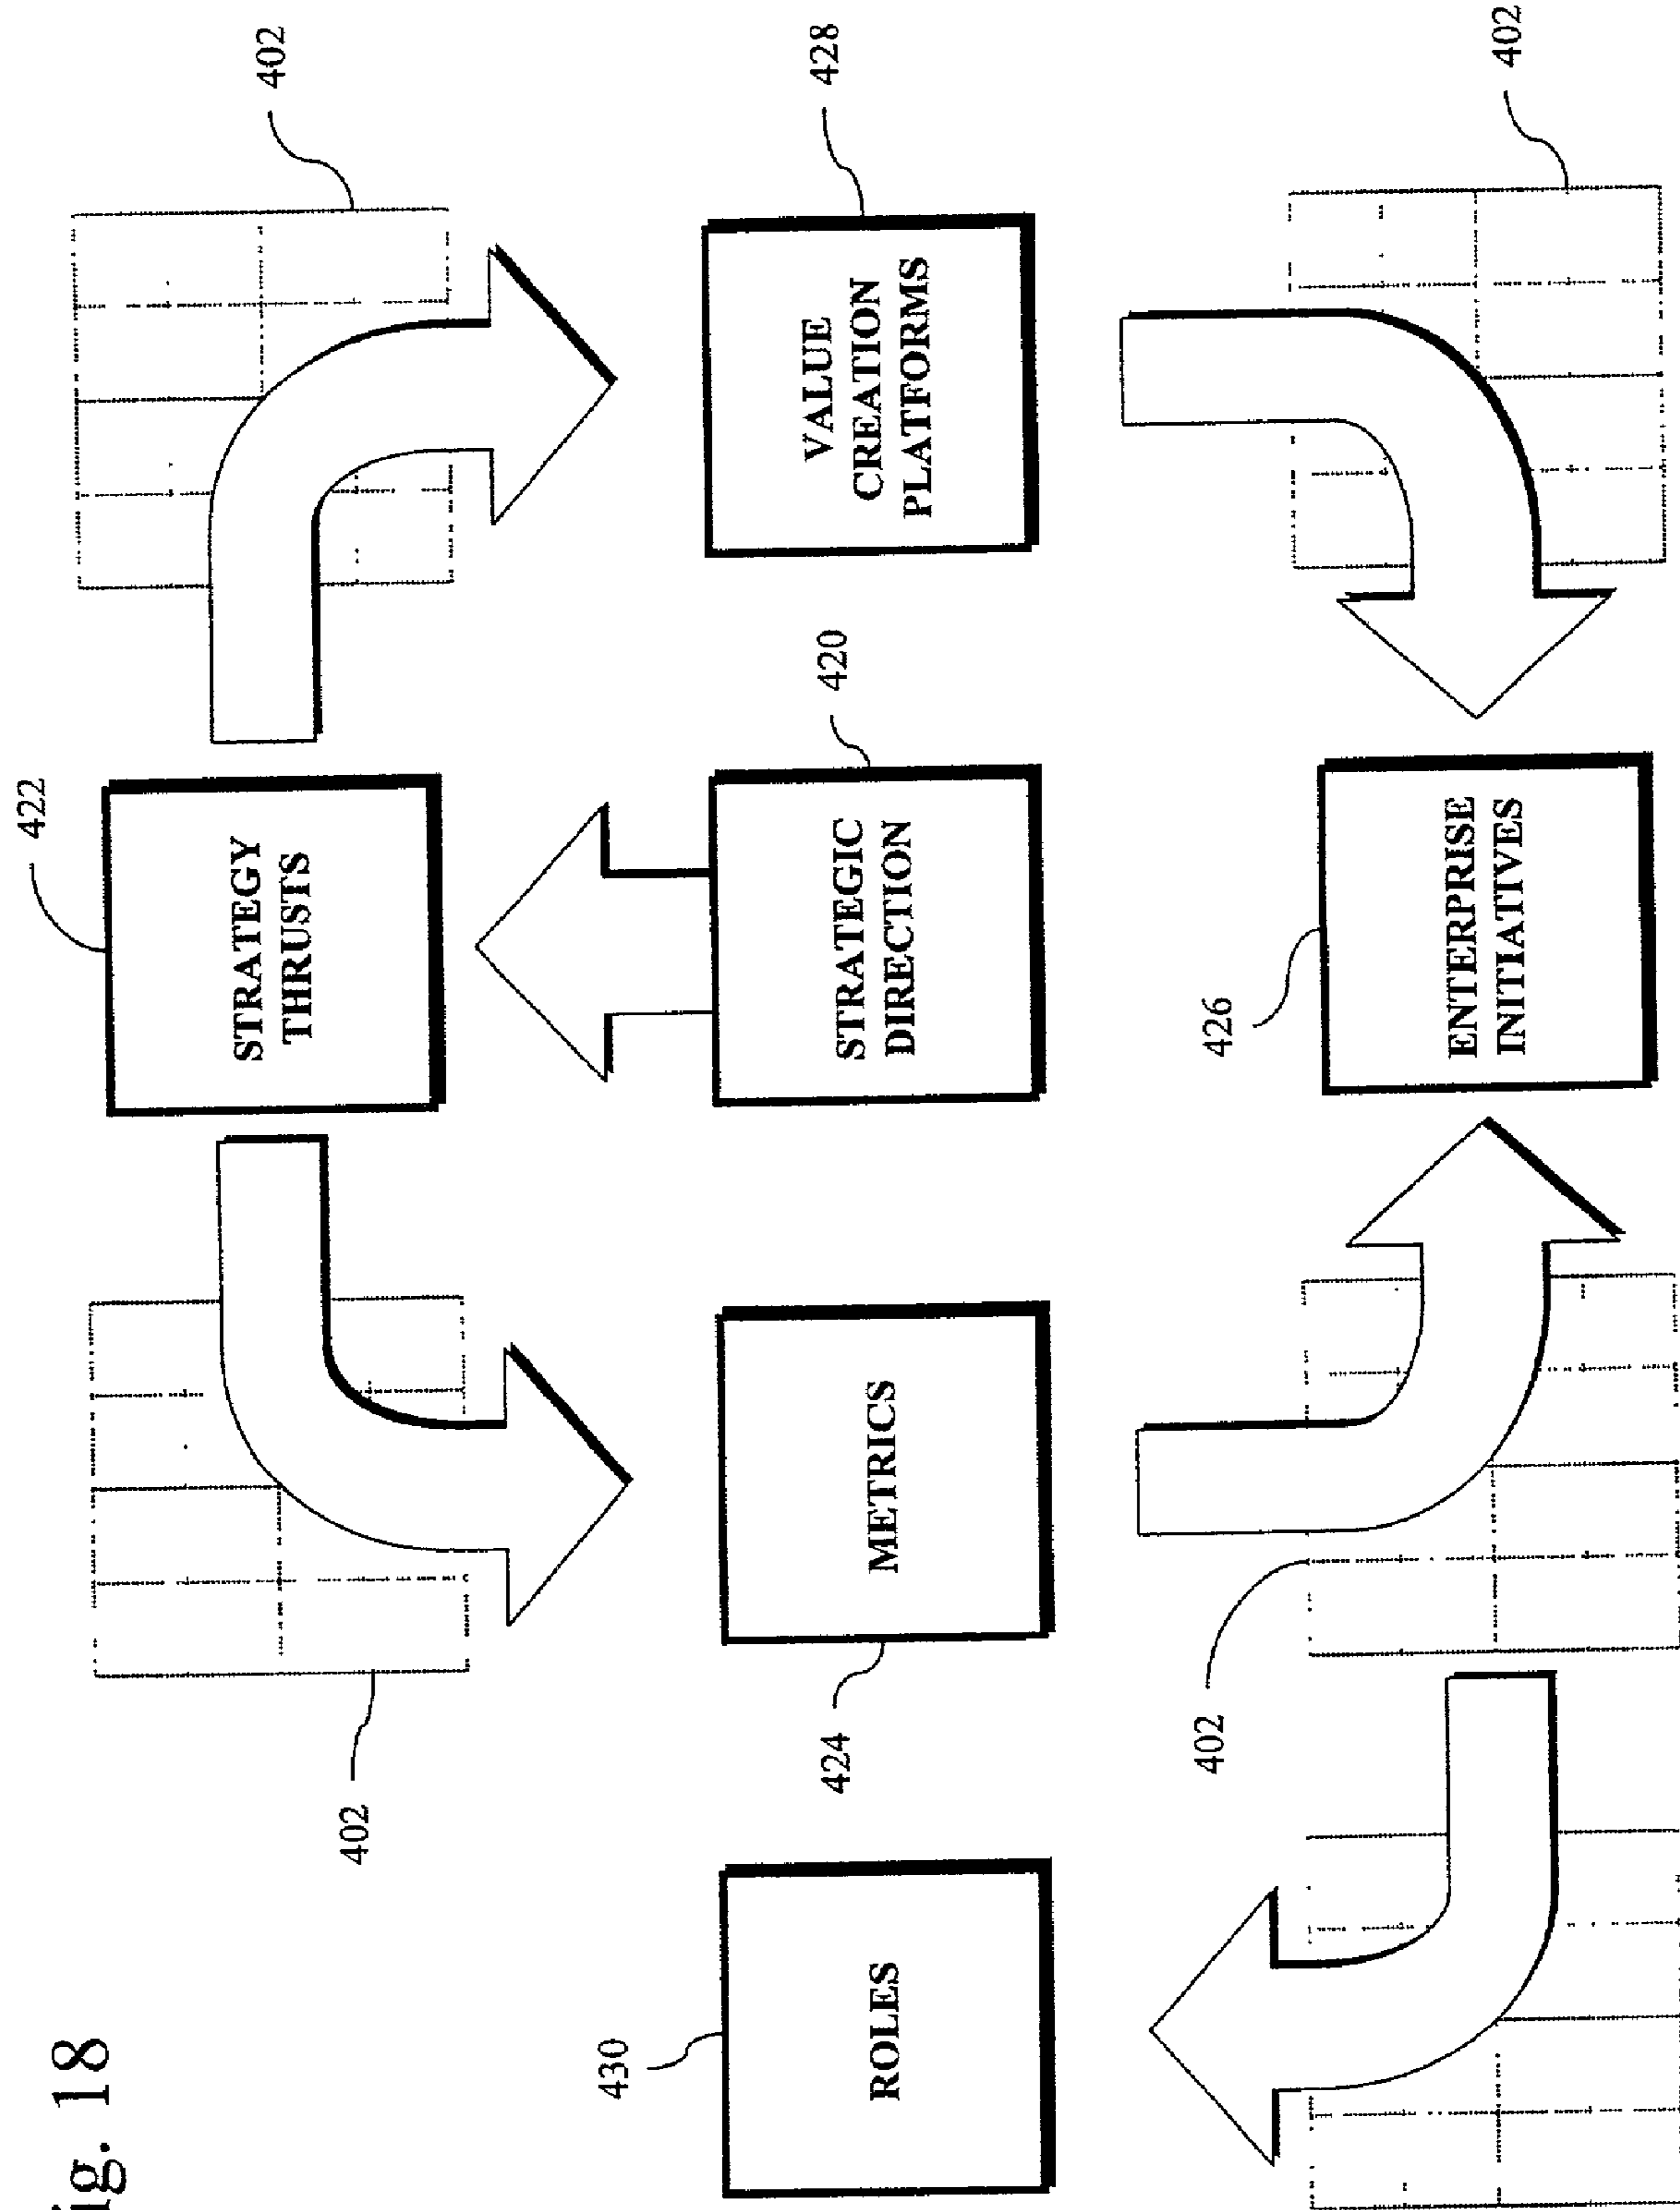 ig. 18
422
402
STRATEGY
THRUSTS
402
430
ROLES
424
METRICS
420
STRATEGIC
DIRECTION
428
VALUE
CREATION
PLATFORMS
402
426
ENTERPRISE
INITIATIVES
402